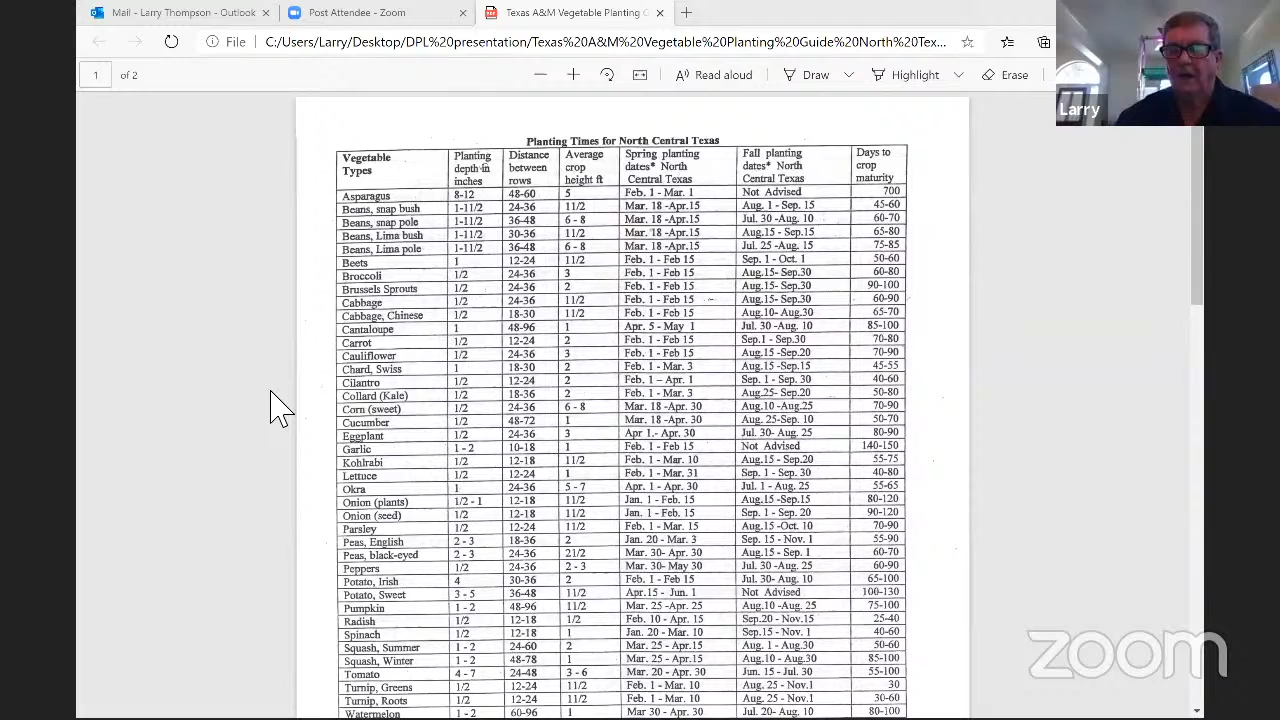 Mail - Larry Thompson - Outlook
Post Attendee - Zoom
Texas A&M Vegetable Planting G
File C:/Users/Larry/Desktop/DPL%20presentation/Texas%20A&M%20Vegetable%20Planting%20Guide%20North%20Tex...
1 of 2 Read aloud Draw Highlight Erase
Larry
Planting Times for North Central Texas
Vegetable Types Planting depth in inches Distance between rows Average crop height ft Spring planting dates* North Central Texas Fall planting dates* North Central Texas Days to crop maturity
Asparagus 8-12 48-60 5 Feb. 1 - Mar. 1 Not Advised 700
Beans, snap bush 1-11/2 24-36 11/2 Mar. 18 -Apr.15 Aug. 1 - Sep. 15 45-60
Beans, snap pole 1-11/2 36-48 6 - 8 Mar. 18 -Apr.15 Jul. 30 -Aug. 10 60-70
Beans, Lima bush 1-11/2 30-36 11/2 Mar. 18 -Apr.15 Aug.15 - Sep.15 65-80
Beans, Lima pole 1-11/2 36-48 6 - 8 Mar. 18 -Apr.15 Jul. 25 -Aug. 15 75-85
Beets 1 12-24 11/2 Feb. 1 - Feb 15 Sep. 1 - Oct. 1 50-60
Broccoli 1/2 24-36 3 Feb. 1 - Feb 15 Aug.15- Sep.30 60-80
Brussels Sprouts 1/2 24-36 2 Feb. 1 - Feb 15 Aug.15- Sep.30 90-100
Cabbage 1/2 24-36 11/2 Feb. 1 - Feb 15 Aug.15- Sep.30 60-90
Cabbage, Chinese 1/2 18-30 11/2 Feb. 1 - Feb 15 Aug.10- Aug.30 65-70
Cantaloupe 1 48-96 1 Apr. 5 - May 1 Jul. 30 -Aug. 10 85-100
Carrot 1/2 12-24 2 Feb. 1 - Feb 15 Sep.1 - Sep.30 70-80
Cauliflower 1/2 24-36 3 Feb. 1 - Feb 15 Aug.15 -Sep.20 70-90
Chard, Swiss 1 18-30 2 Feb. 1 - Mar. 3 Aug.15 -Sep.15 45-55
Cilantro 1/2 12-24 2 Feb. 1 – Apr. 1 Sep. 1 - Sep. 30 40-60
Collard (Kale) 1/2 18-36 2 Feb. 1 - Mar. 3 Aug.25- Sep.20 50-80
Corn (sweet) 1/2 24-36 6 - 8 Mar. 18 -Apr. 30 Aug.10 -Aug.25 70-90
Cucumber 1/2 48-72 1 Mar. 18 -Apr. 30 Aug. 25-Sep. 10 50-70
Eggplant 1/2 24-36 3 Apr 1.- Apr. 30 Jul. 30- Aug. 25 80-90
Garlic 1 - 2 10-18 1 Feb. 1 - Feb 15 Not Advised 140-150
Kohlrabi 1/2 12-18 11/2 Feb. 1 - Mar. 10 Aug.15 - Sep.20 55-75
Lettuce 1/2 12-24 1 Feb. 1 - Mar. 31 Sep. 1 - Sep. 30 40-80
Okra 1 24-36 5 - 7 Apr. 1 - Apr. 30 Jul. 1 - Aug. 25 55-65
Onion (plants) 1/2 - 1 12-18 11/2 Jan. 1 - Feb. 15 Aug.15 -Sep.15 80-120
Onion (seed) 1/2 12-18 11/2 Jan. 1 - Feb. 15 Sep. 1 - Sep. 20 90-120
Parsley 1/2 12-24 11/2 Feb. 1 - Mar. 15 Aug.15 -Oct. 10 70-90
Peas, English 2 - 3 18-36 2 Jan. 20 - Mar. 3 Sep. 15 - Nov. 1 55-90
Peas, black-eyed 2 - 3 24-36 21/2 Mar. 30- Apr. 30 Aug.15 - Sep. 1 60-70
Peppers 1/2 24-36 2 - 3 Mar. 30- May 30 Jul. 30 - Aug. 25 60-90
Potato, Irish 4 30-36 2 Feb. 1 - Feb 15 Jul. 30- Aug. 10 65-100
Potato, Sweet 3 - 5 36-48 11/2 Apr.15 - Jun. 1 Not Advised 100-130
Pumpkin 1 - 2 48-96 11/2 Mar. 25 -Apr. 25 Aug.10 -Aug. 25 75-100
Radish 1/2 12-18 1/2 Feb. 10 - Apr. 15 Sep.20 - Nov.15 25-40
Spinach 1/2 12-18 1 Jan. 20 - Mar. 10 Sep.15 - Nov. 1 40-60
Squash, Summer 1 - 2 24-60 2 Mar. 25 - Apr.15 Aug. 1 - Aug.30 50-60
Squash, Winter 1 - 2 48-78 1 Mar. 25 - Apr.15 Aug.10 - Aug.30 85-100
Tomato 4 - 7 24-48 3 - 6 Mar. 20 - Apr. 30 Jun. 15 - Jul. 30 55-100
Turnip, Greens 1/2 12-24 11/2 Feb. 1 - Mar. 10 Aug. 25 - Nov.1 30
Turnip, Roots 1/2 12-24 11/2 Feb. 1 - Mar. 10 Aug. 25 - Nov.1 30-60
Watermelon 1 - 2 60-96 1 Mar 30 - Apr. 30 Jul. 20- Aug. 10 80-100
zoom